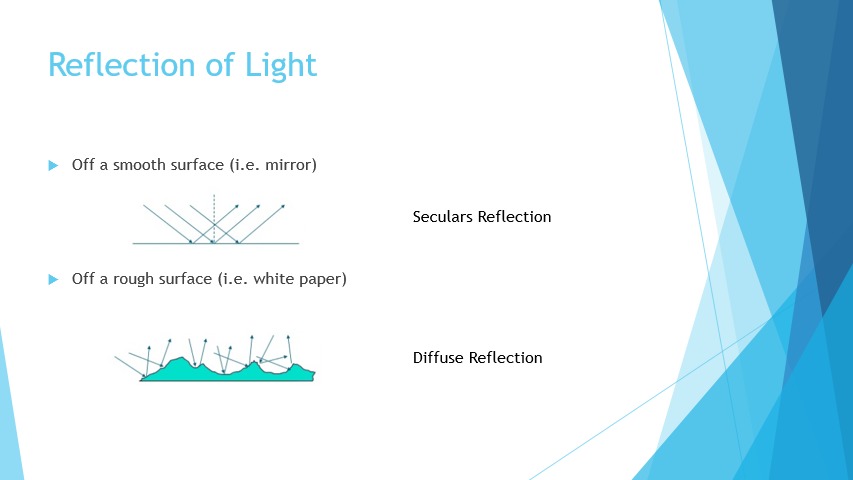 Reflection of Light
Off a smooth surface (i.e. mirror)
Seculars Reflection
Off a rough surface (i.e. white paper)
Diffuse Reflection